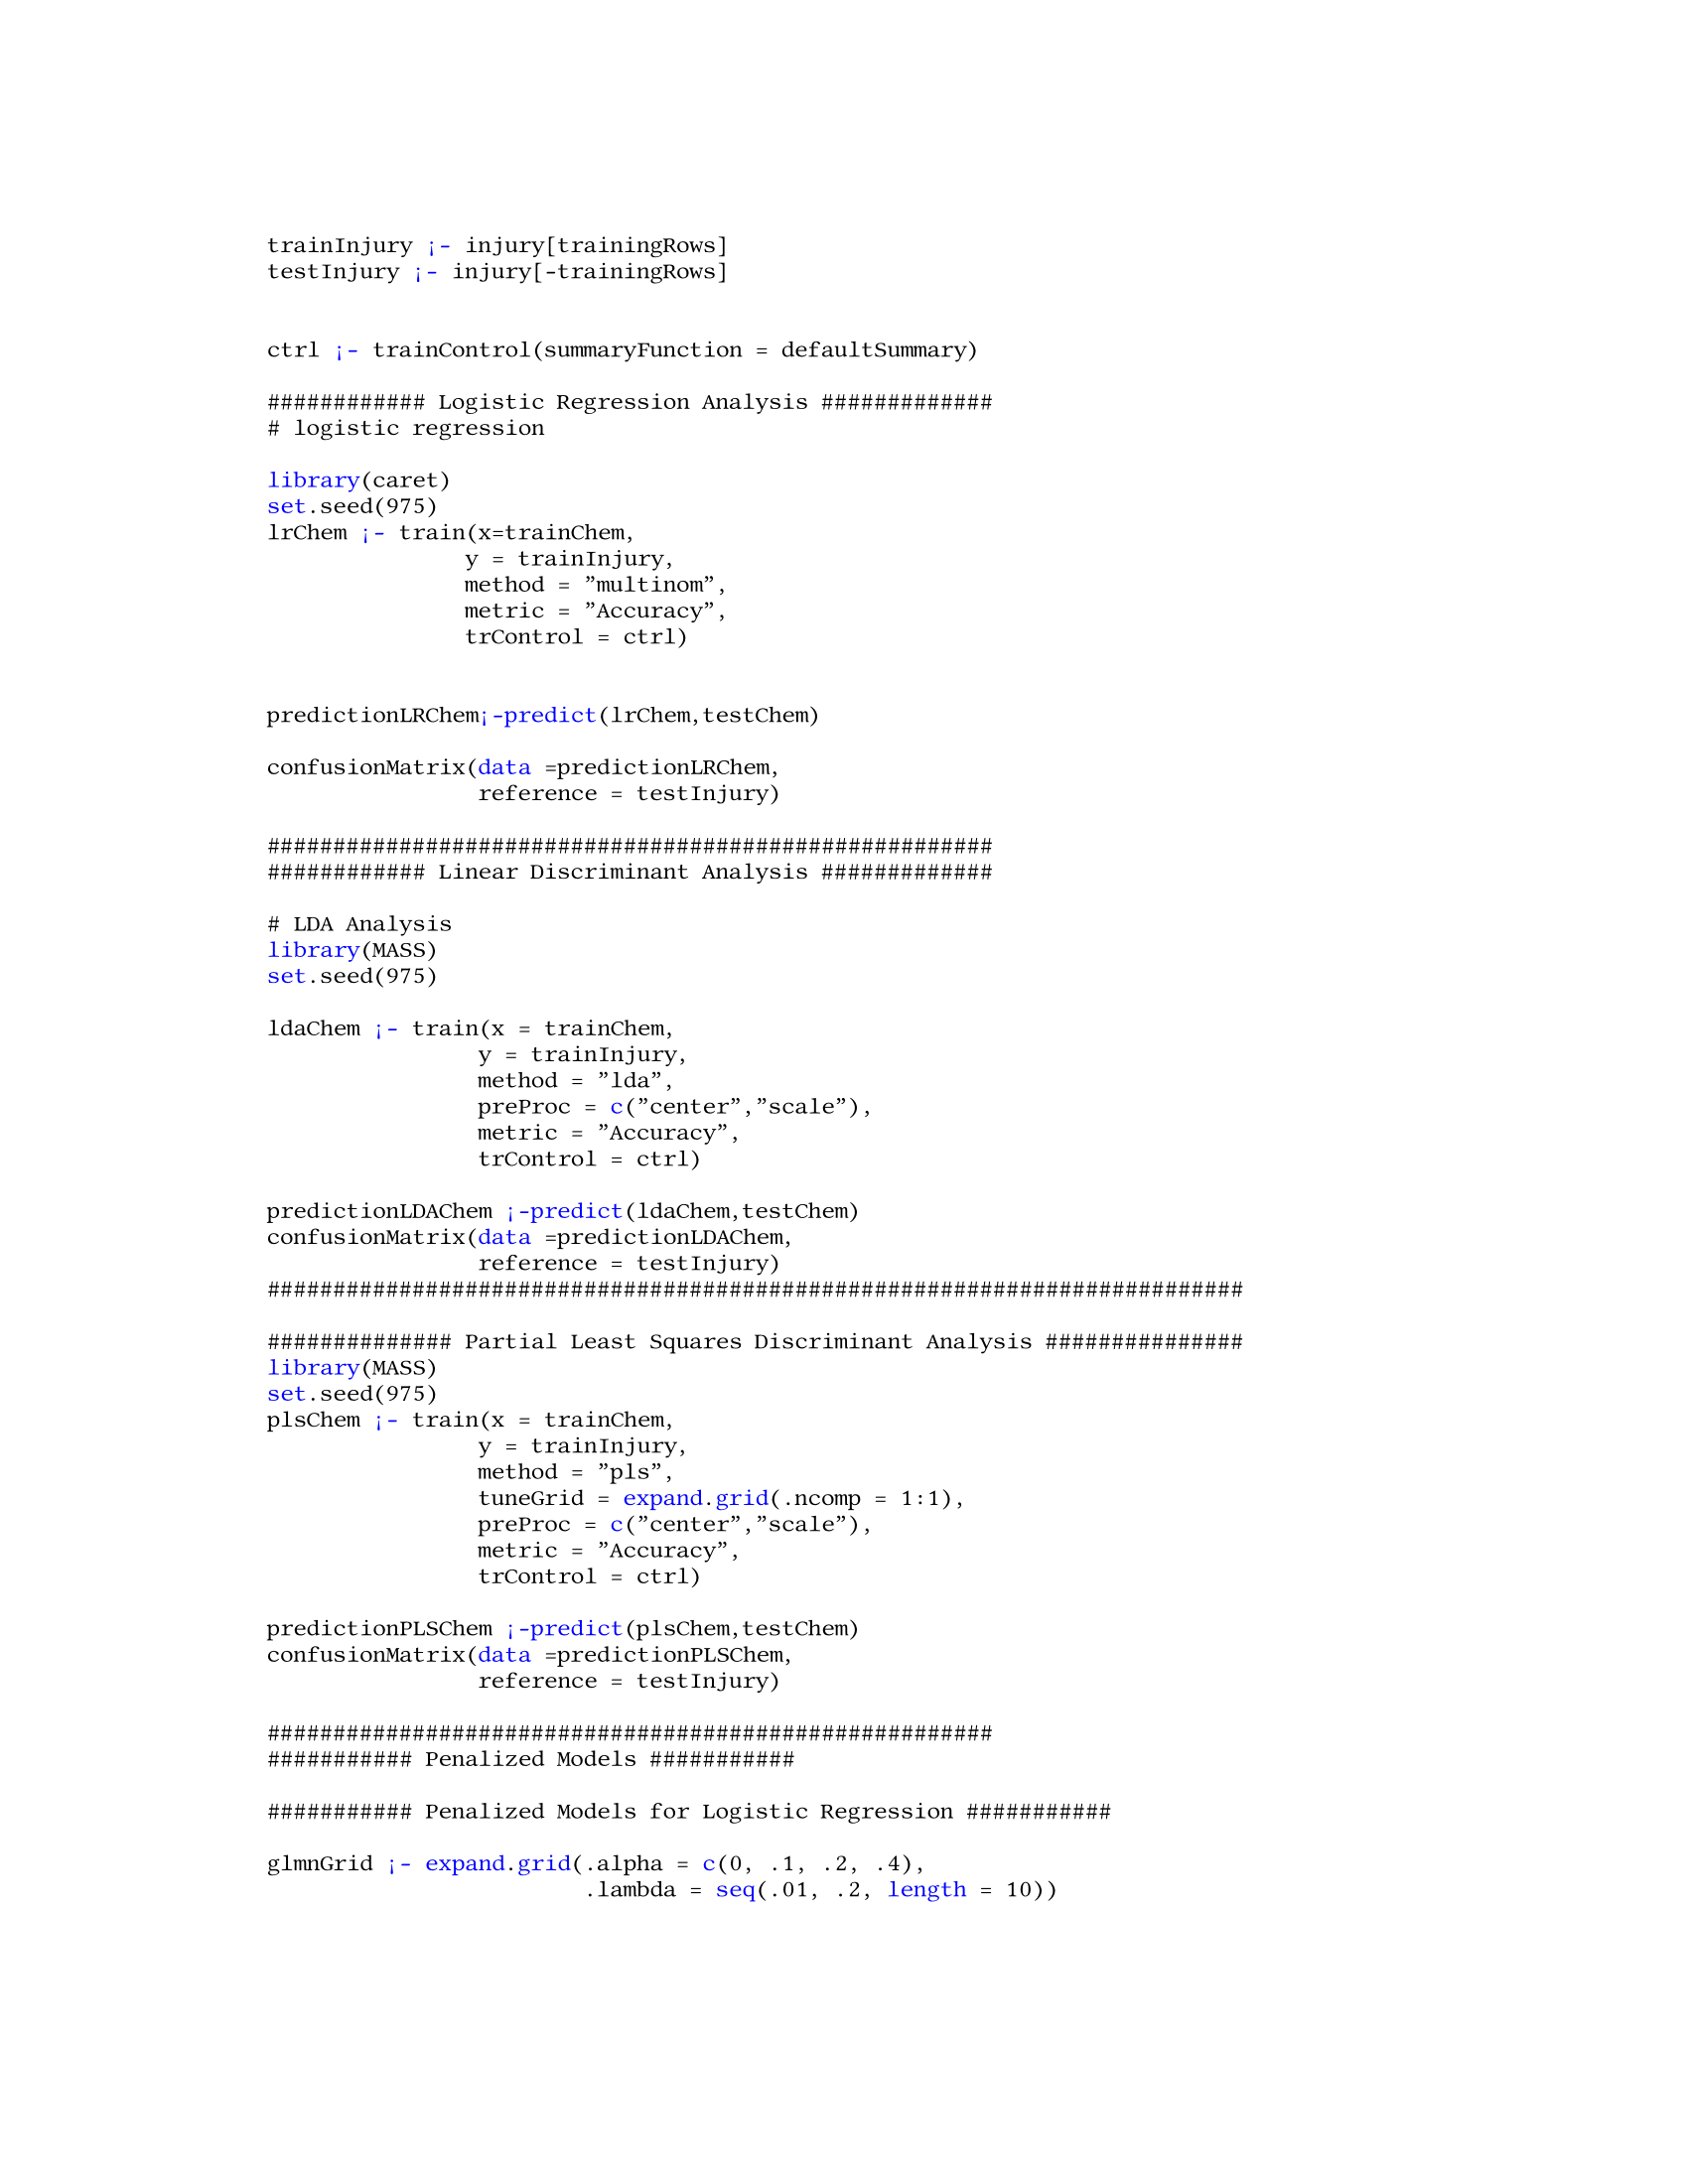 trainInjury ¡- injury[trainingRows]
testInjury ¡- injury[-trainingRows]
ctrl ¡- trainControl(summaryFunction = defaultSummary)
############ Logistic Regression Analysis #############
# logistic regression
library(caret)
set.seed(975)
lrChem ¡- train(x=trainChem,
y = trainInjury,
method = ”multinom”,
metric = ”Accuracy”,
trControl = ctrl)
predictionLRChem¡-predict(lrChem,testChem)
confusionMatrix(data =predictionLRChem,
reference = testInjury)
#######################################################
############ Linear Discriminant Analysis #############
# LDA Analysis
library(MASS)
set.seed(975)
ldaChem ¡- train(x = trainChem,
y = trainInjury,
method = ”lda”,
preProc = c(”center”,”scale”),
metric = ”Accuracy”,
trControl = ctrl)
predictionLDAChem ¡-predict(ldaChem,testChem)
confusionMatrix(data =predictionLDAChem,
reference = testInjury)
##########################################################################
############## Partial Least Squares Discriminant Analysis ###############
library(MASS)
set.seed(975)
plsChem ¡- train(x = trainChem,
y = trainInjury,
method = ”pls”,
tuneGrid = expand.grid(.ncomp = 1:1),
preProc = c(”center”,”scale”),
metric = ”Accuracy”,
trControl = ctrl)
predictionPLSChem ¡-predict(plsChem,testChem)
confusionMatrix(data =predictionPLSChem,
reference = testInjury)
#######################################################
########### Penalized Models ###########
########### Penalized Models for Logistic Regression ###########
glmnGrid ¡- expand.grid(.alpha = c(0, .1, .2, .4),
.lambda = seq(.01, .2, length = 10))